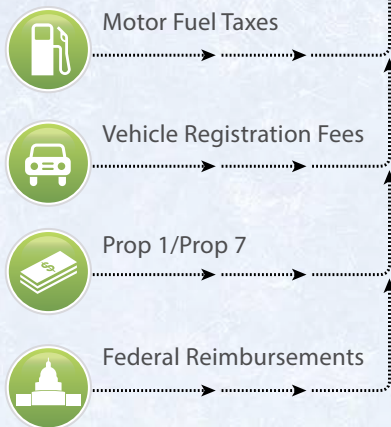 Motor Fuel Taxes
Vehicle Registration Fees
Prop 1/Prop 7
$
Federal Reimbursements